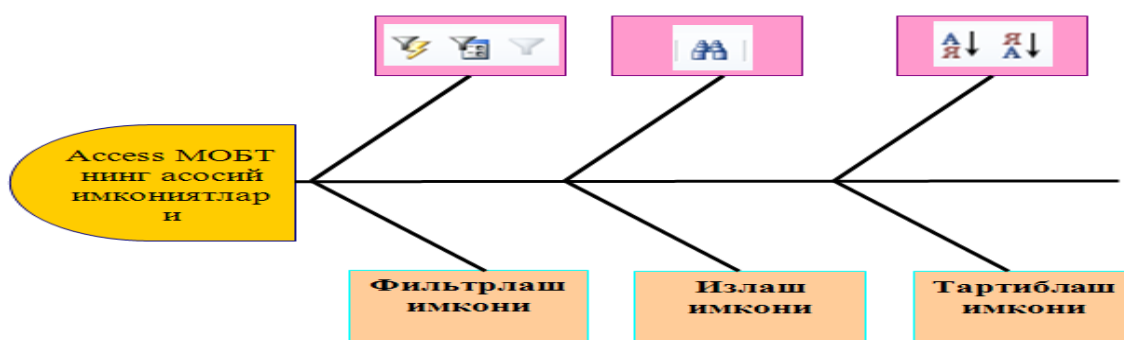 А
Я
Я
А
Access МОБТ
нинг асосий
имкониятлар
и
Фильтрлаш
имкони
Излаш
имкони
Тартиблаш
имкони